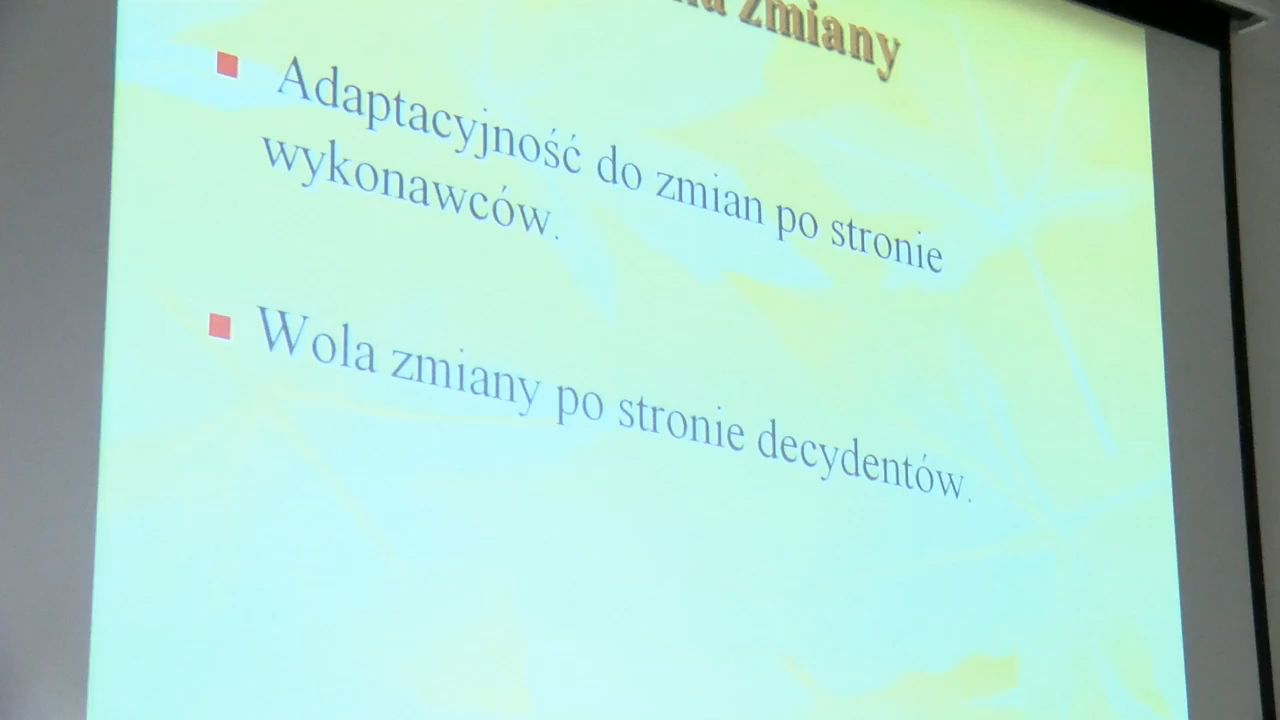 zmiany
Adaptacyjność do zmian po stronie
wykonawców.
Wola zmiany po stronie decydentów.